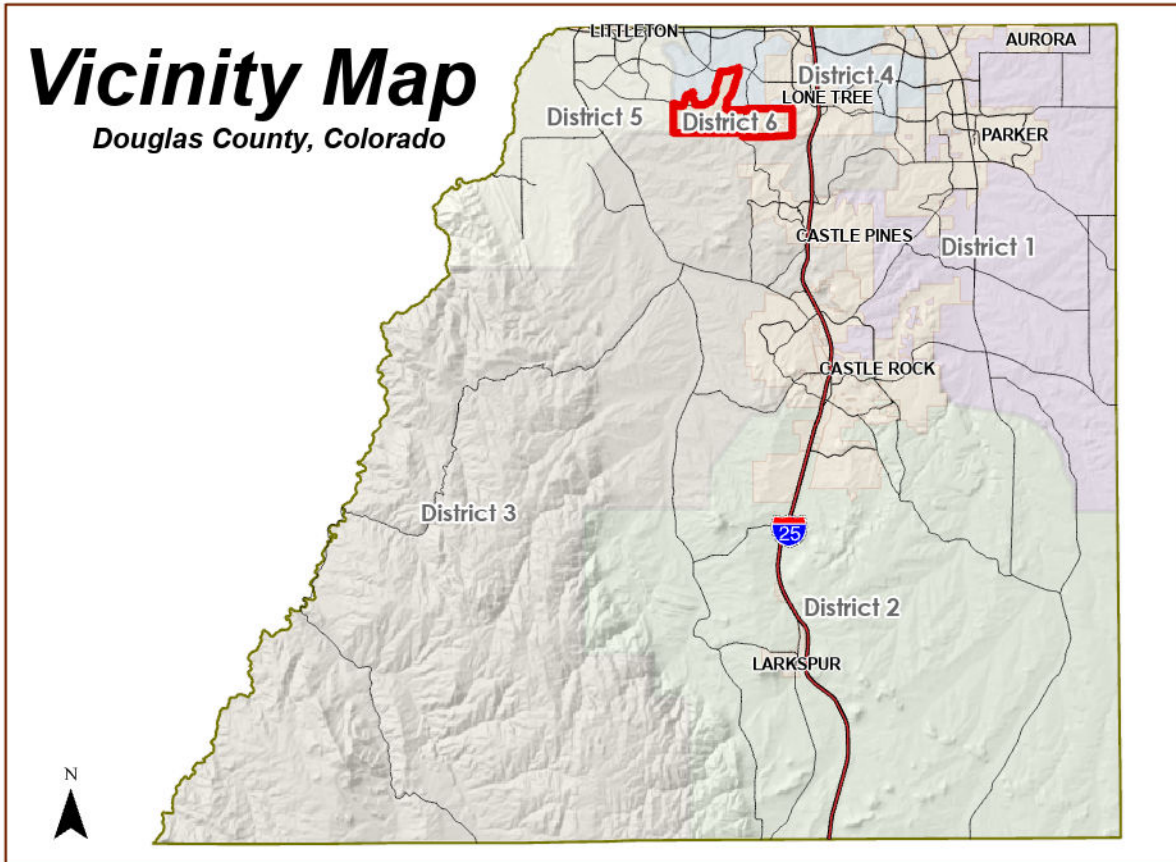 Vicinity Map
Douglas County, Colorado
LITTLETON
AURORA
District 4
LONE TREE
District 5
District 6
PARKER
CASTLE PINES
District 1
CASTLE ROCK
District 3
25
District 2
LARKSPUR
N